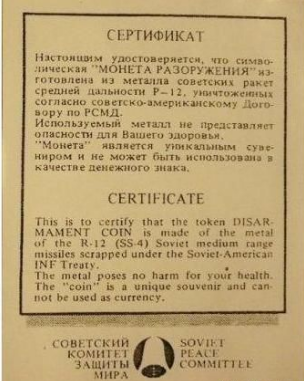 СЕРТИФИКАТ
Настоящим удостоверяется, что симво-
лическая "МОНЕТА РАЗОРУЖЕНИЯ" из-
готовлена из металла советских ракет
средней дальности Р—12, уничтоженных
согласно советско-американскому Дого-
вору по РСМД.
Используемый металл не представляет
опасности для Вашего здоровья.
"Монета" является уникальным суве-
ниром и не может быть использована в
качестве денежного знака.
CERTIFICATE
This is to certify that the token DISAR-
MAMENT COIN is made of the metal
of the R-12 (SS-4) Soviet medium range
missiles scrapped under the Soviet-American
INF Treaty.
The metal poses no harm for your health.
The "coin" is a unique souvenir and can-
not be used as currency.
СОВЕТСКИЙ
КОМИТЕТ
ЗАЩИТЫ
МИРА
SOVIET
PEACE
COMMITTEE